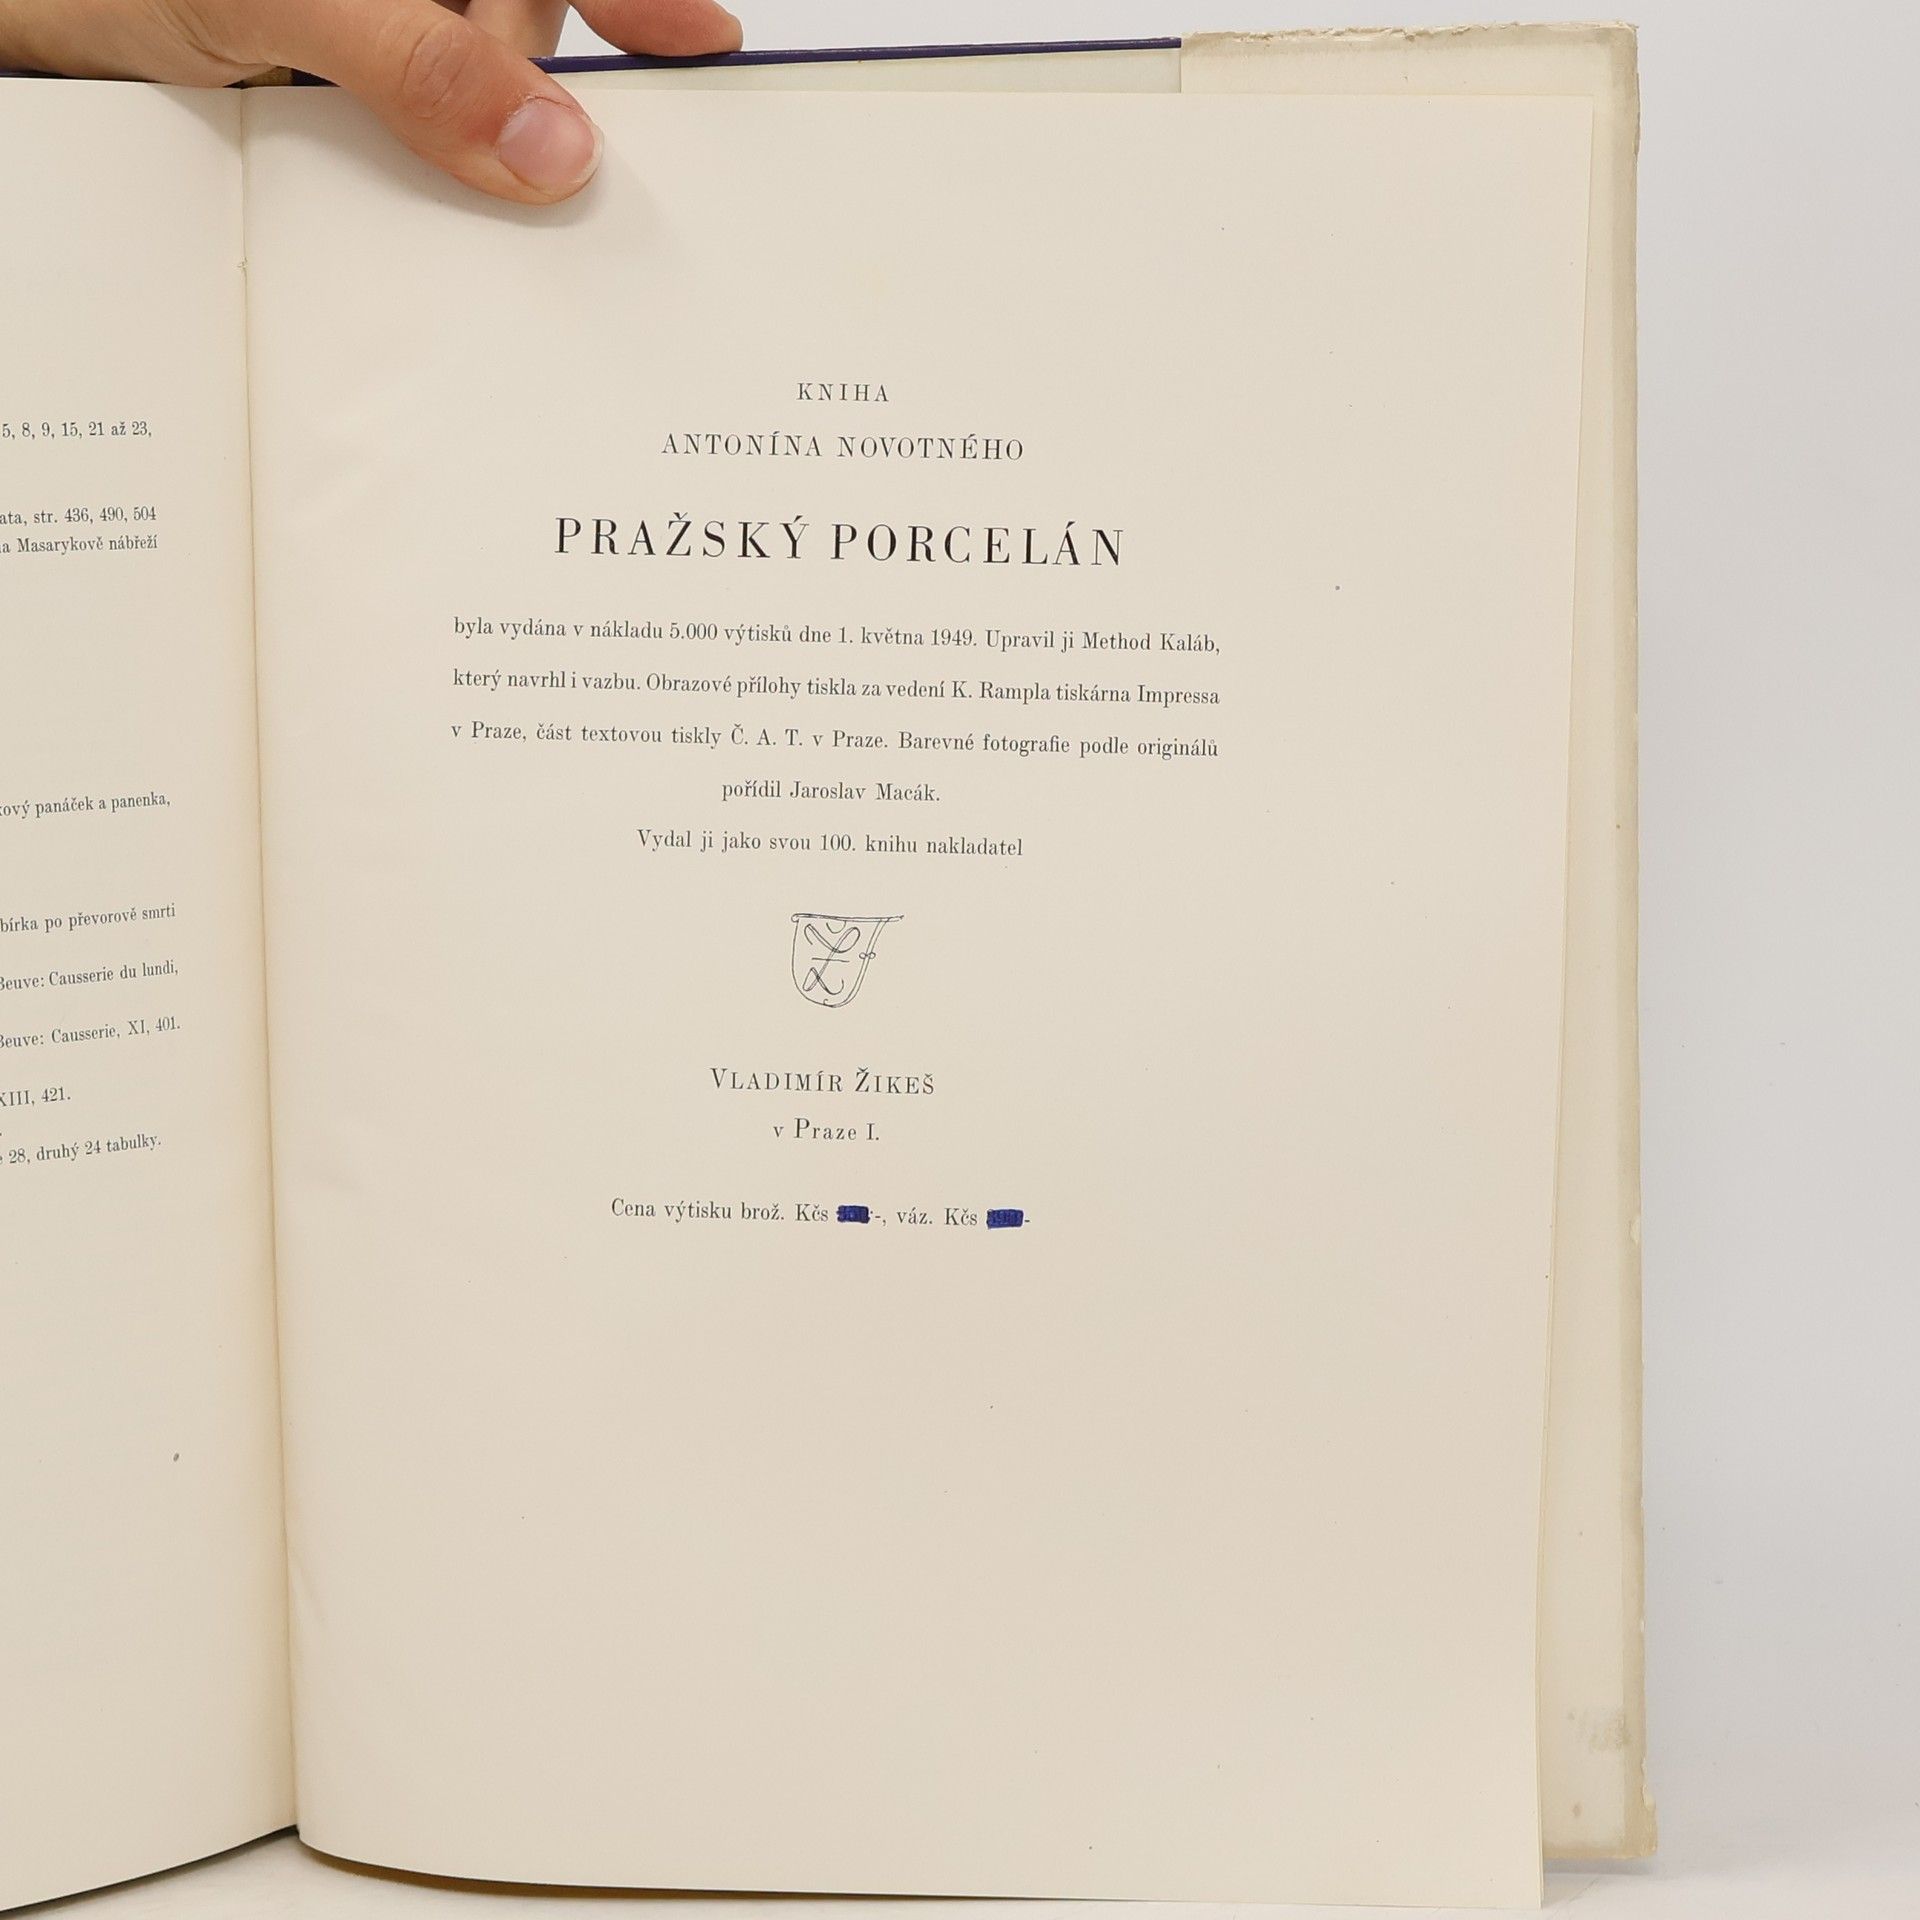 5, 8, 9, 15, 21 až 23,
str. 436, 490, 504
Masarykově nábřeží
panáček a panenka,
po převorově smrti
Beuve: Causserie du lundi,
Beuve: Causserie, XI, 401.
XIII, 421.
28, druhý 24 tabulky.
KNIHA
ANTONÍNA NOVOTNÉHO
PRAŽSKÝ PORCELÁN
byla vydána v nákladu 5.000 výtisků dne 1. května 1949. Upravil ji Method Kaláb,
který navrhl i vazbu. Obrazové přílohy tiskla za vedení K. Rampla tiskárna Impressa
v Praze, část textovou tiskly Č. A. T. v Praze. Barevné fotografie podle originálů
pořídil Jaroslav Macák.
Vydal ji jako svou 100. knihu nakladatel
VLADIMÍR ŽIKEŠ
v Praze I.
Cena výtisku brož. Kčs -, váz. Kčs -